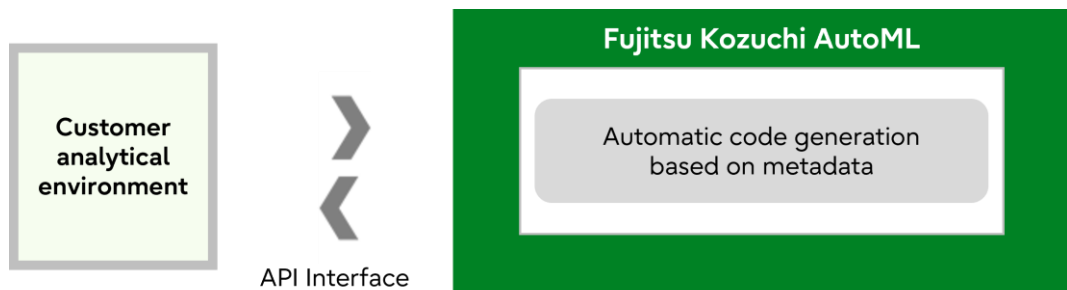 Customer
analytical
environment
API Interface
Fujitsu Kozuchi AutoML
Automatic code generation
based on metadata